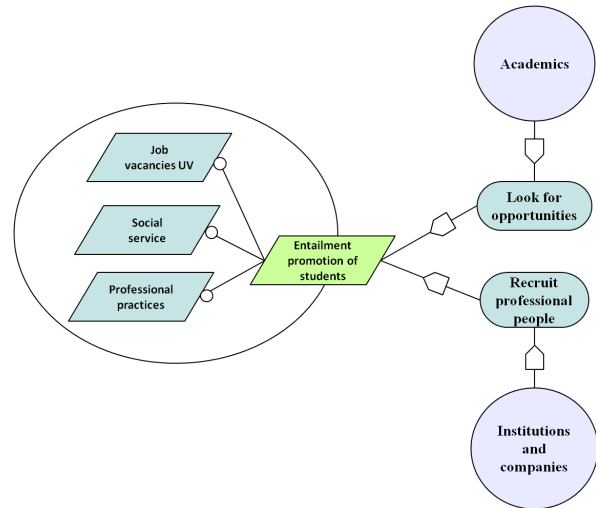 Academics
Job
vacancies UV
Look for
opportunities
Social
service
Entailment
promotion of
students
Professional
practices
Recruit
professional
people
Institutions
and
companies